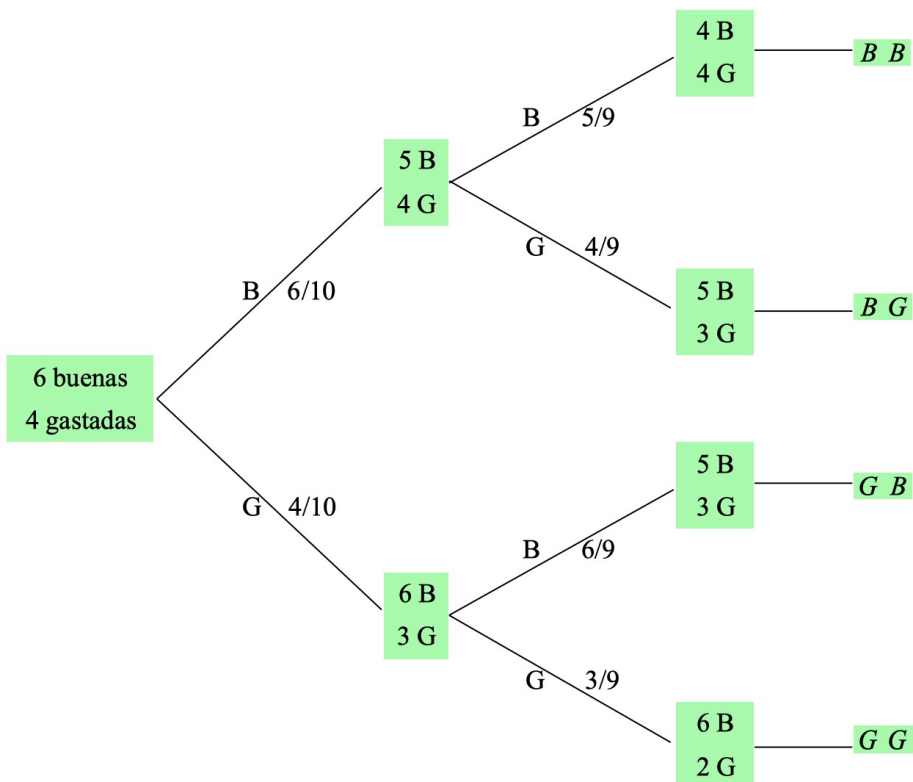 4 B
4 G
B B
B 5/9
5 B
4 G
G 4/9
B 6/10
5 B
3 G
B G
6 buenas
4 gastadas
5 B
3 G
G B
G 4/10
B 6/9
6 B
3 G
G 3/9
6 B
2 G
G G